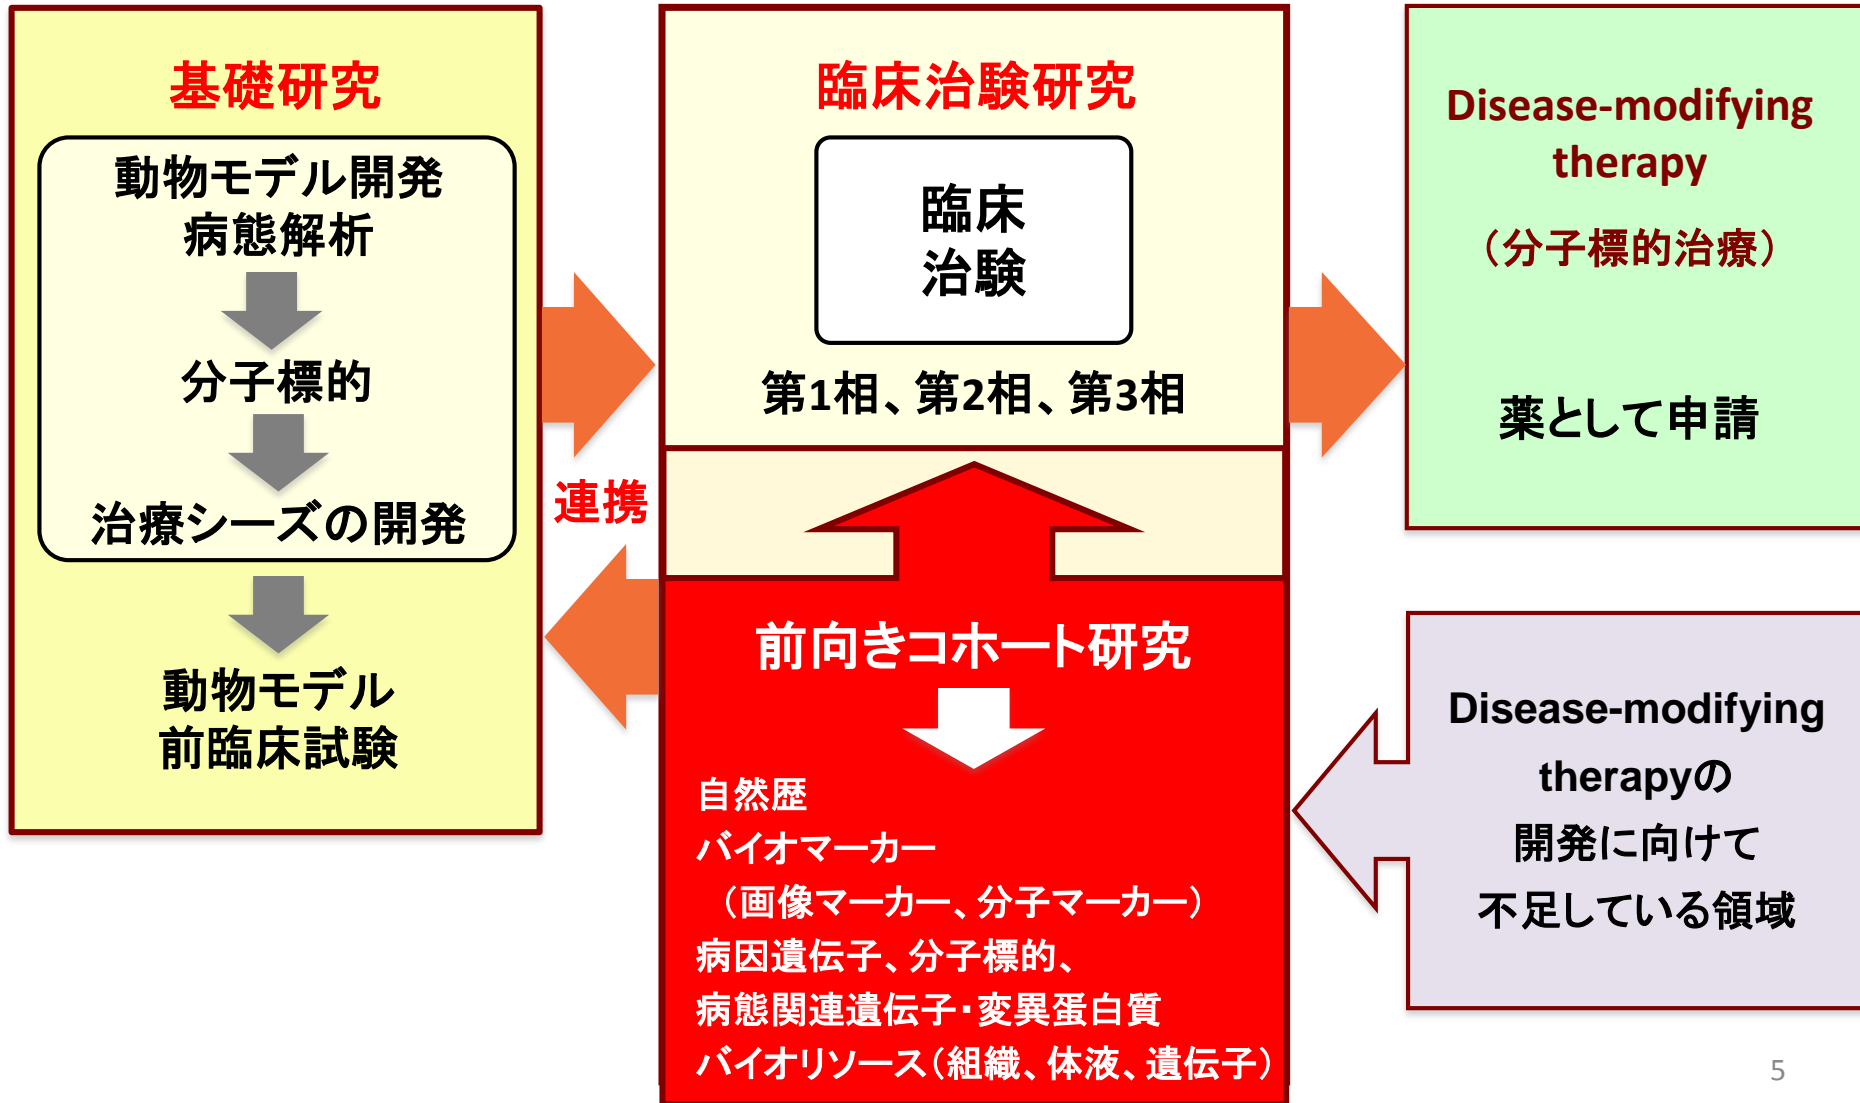 基礎研究
動物モデル開発
病態解析
分子標的
治療シーズの開発
動物モデル
前臨床試験
連携
臨床治験研究
臨床
治験
第1相、第2相、第3相
前向きコホート研究
自然歴
バイオマーカー
（画像マーカー、分子マーカー）
病因遺伝子、分子標的、
病態関連遺伝子・変異蛋白質
バイオリソース（組織、体液、遺伝子）
Disease-modifying
therapy
（分子標的治療）
薬として申請
Disease-modifying
therapyの
開発に向けて
不足している領域
5